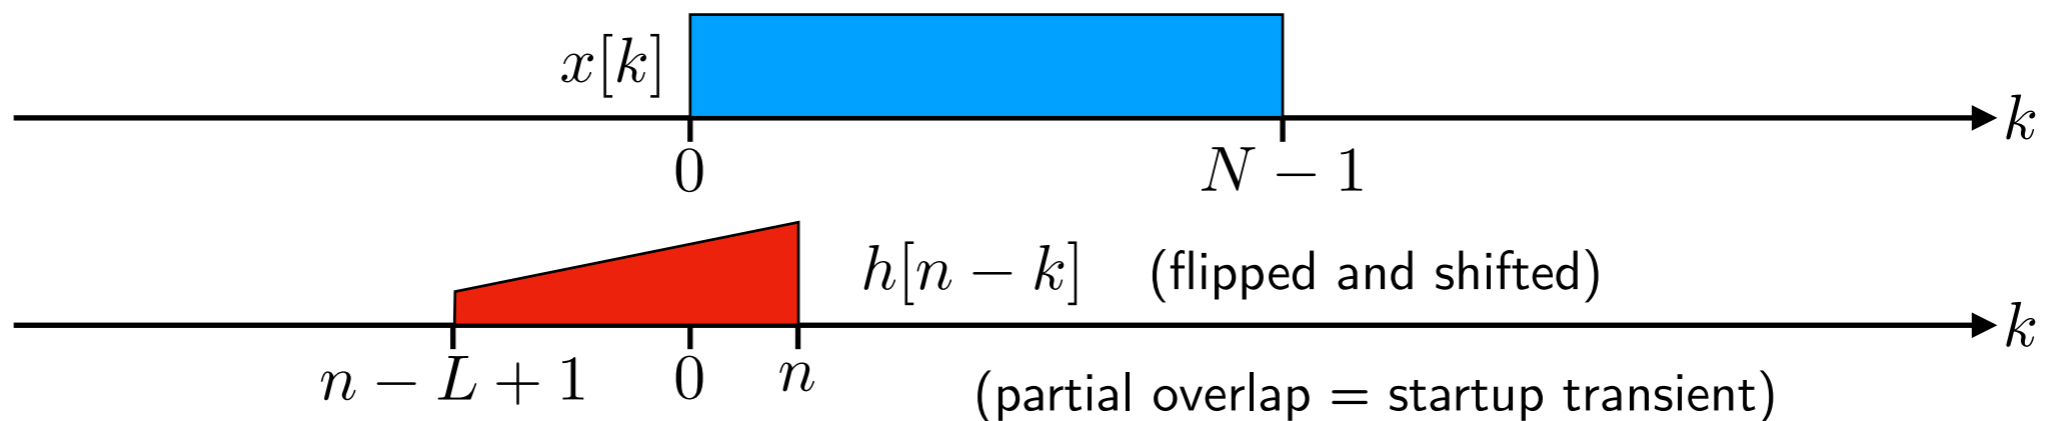 x[k]
k
0 N − 1
h[n − k] (flipped and shifted)
k
n − L + 1 0 n
(partial overlap = startup transient)